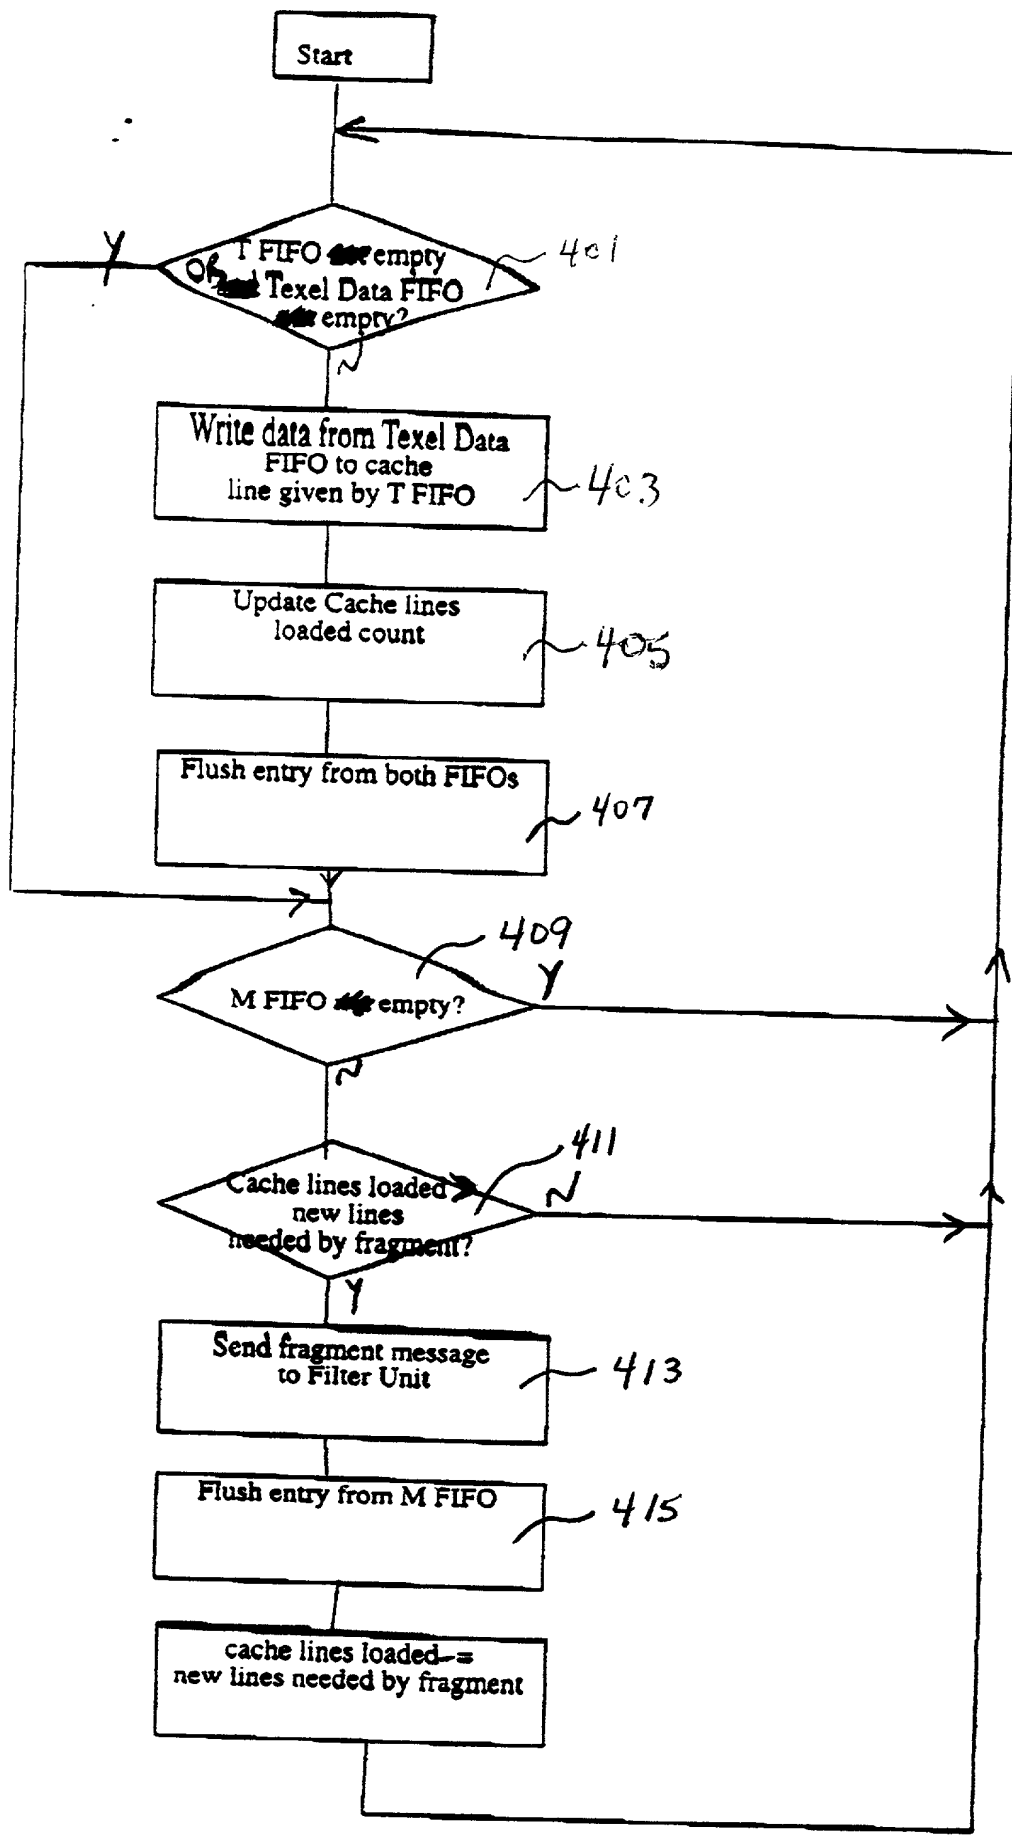 Start
Y
T FIFO empty
OR Texel Data FIFO
empty?
401
N
Write data from Texel Data
FIFO to cache
line given by T FIFO
403
Update Cache lines
loaded count
405
Flush entry from both FIFOs
407
409
M FIFO empty?
Y
N
411
Cache lines loaded >
new lines
needed by fragment?
N
Y
Send fragment message
to Filter Unit
413
Flush entry from M FIFO
415
cache lines loaded-=
new lines needed by fragment